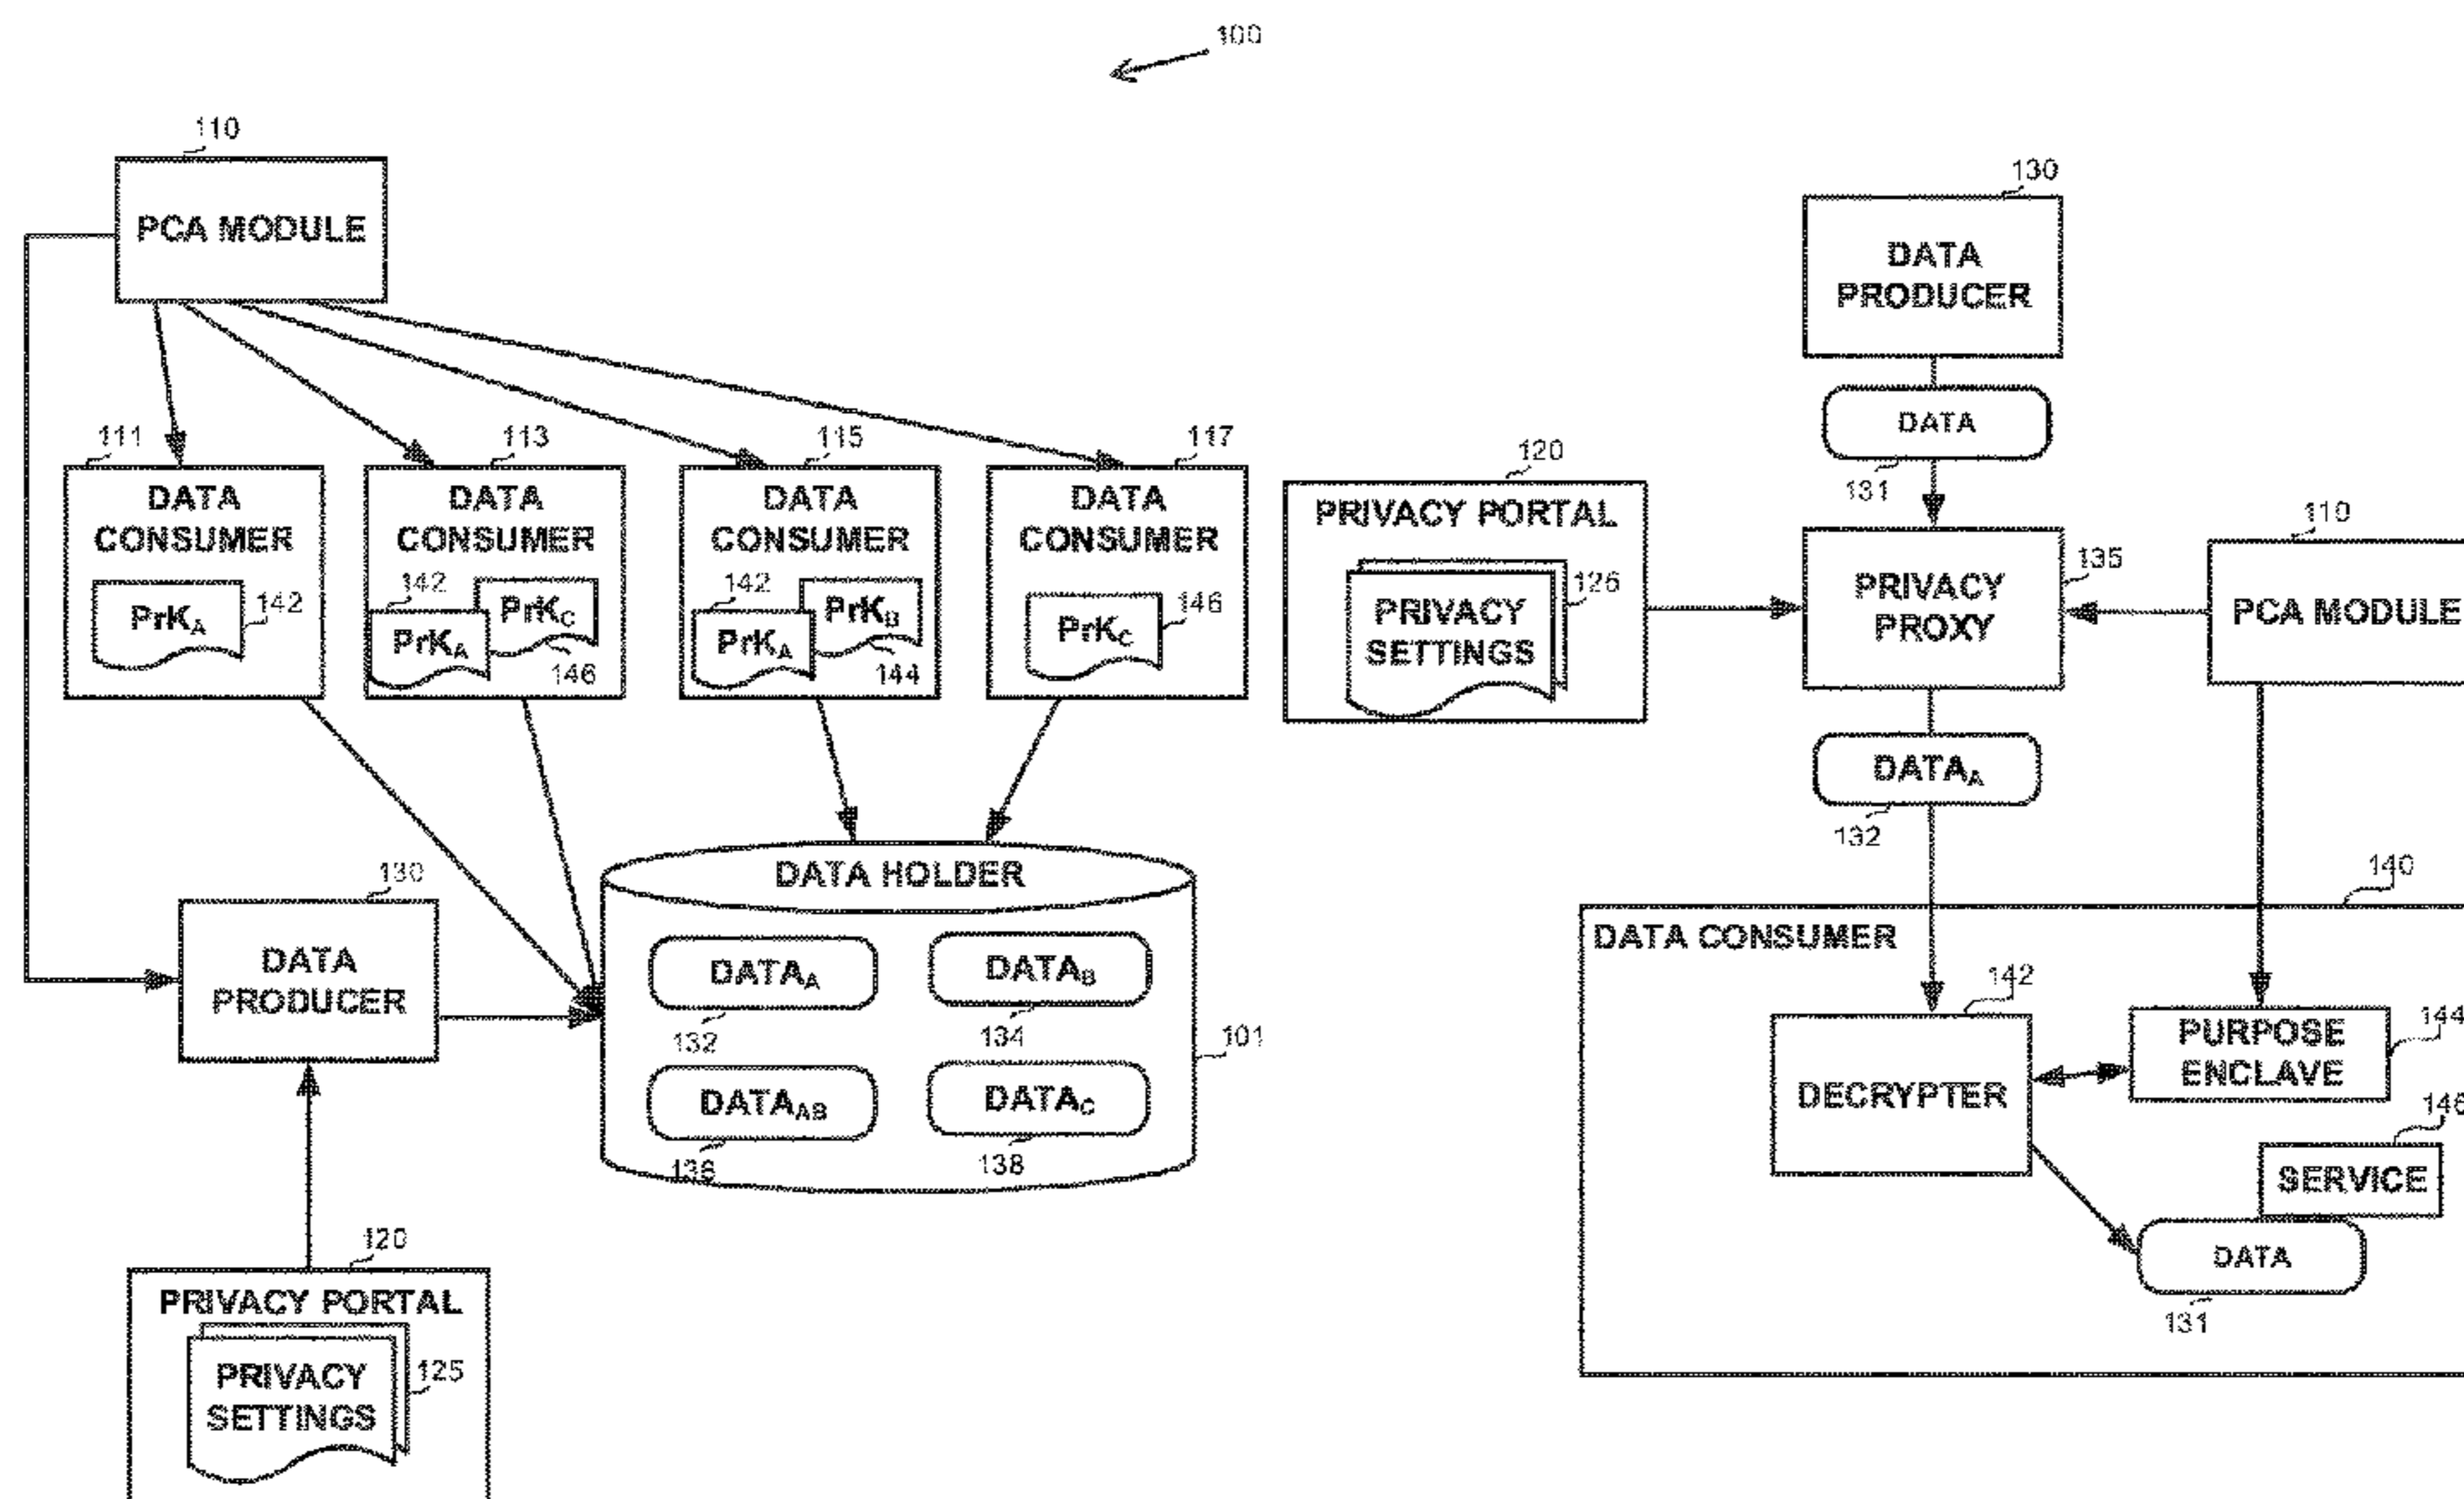 100
110
PCA MODULE
111
DATA
CONSUMER
PrKA
142
113
DATA
CONSUMER
142
PrKC
PrKA
146
115
DATA
CONSUMER
142
PrKB
PrKA
144
117
DATA
CONSUMER
PrKC
146
130
DATA
PRODUCER
DATA HOLDER
DATAA
132
DATAB
134
101
DATAAB
136
DATAC
138
120
PRIVACY PORTAL
PRIVACY
SETTINGS
125
130
DATA
PRODUCER
DATA
131
120
PRIVACY PORTAL
PRIVACY
SETTINGS
126
PRIVACY
PROXY
135
110
PCA MODULE
DATAA
132
140
DATA CONSUMER
142
DECRYPTER
PURPOSE
ENCLAVE
144
146
SERVICE
DATA
131